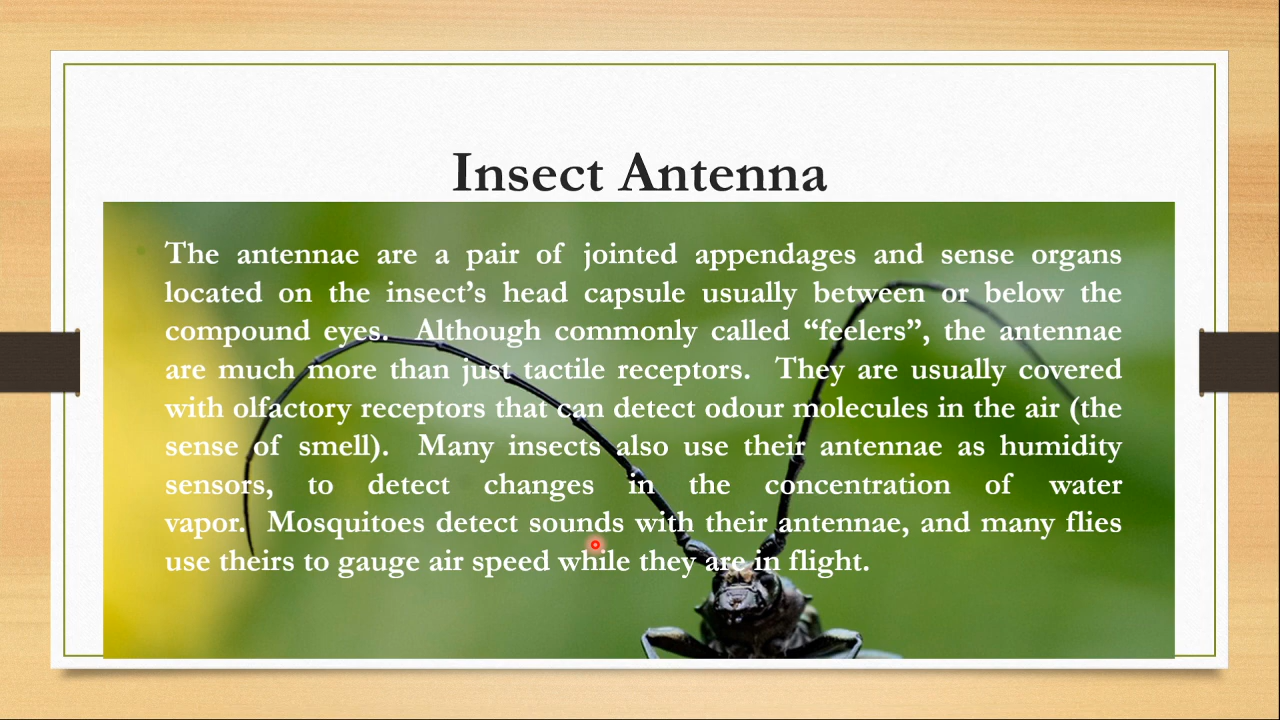 Insect Antenna
The antennae are a pair of jointed appendages and sense organs
located on the insect’s head capsule usually between or below the
compound eyes.  Although commonly called “feelers”, the antennae
are much more than just tactile receptors.  They are usually covered
with olfactory receptors that can detect odour molecules in the air (the
sense of smell).  Many insects also use their antennae as humidity
sensors, to detect changes in the concentration of water
vapor.  Mosquitoes detect sounds with their antennae, and many flies
use theirs to gauge air speed while they are in flight.